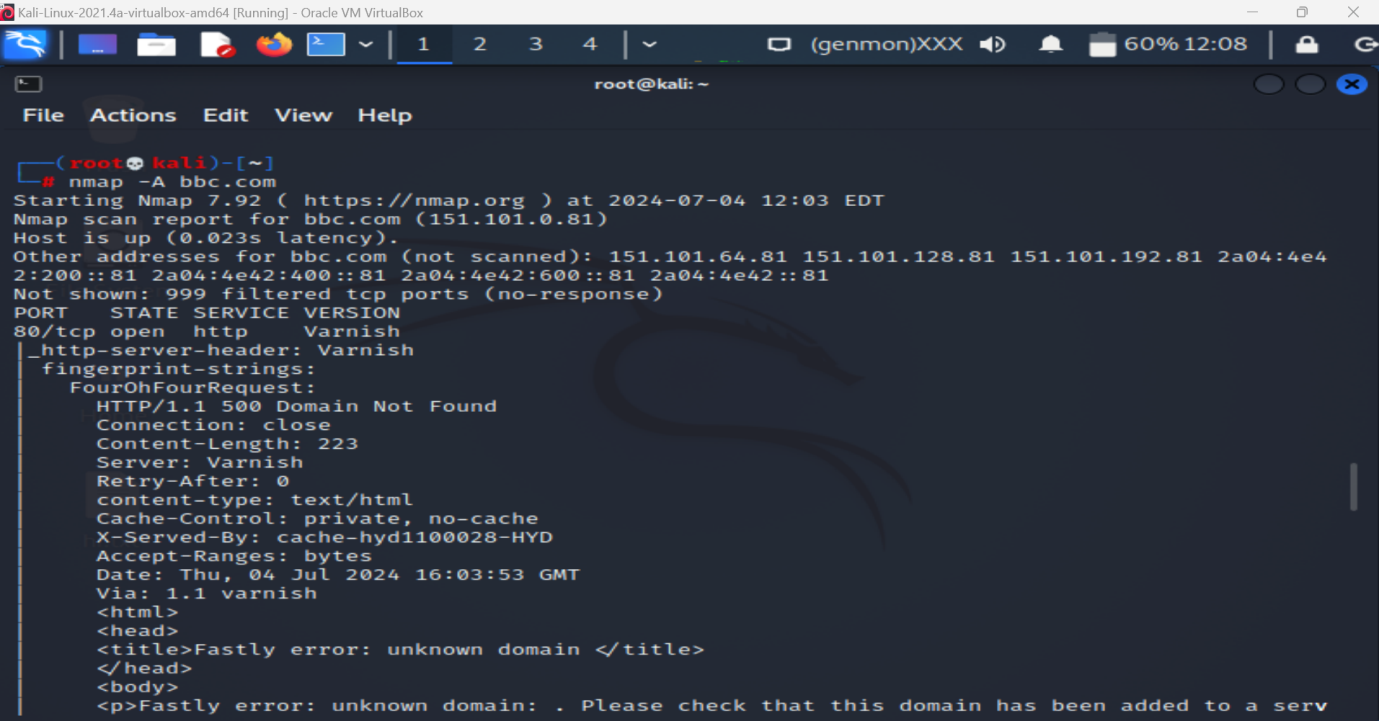 Kali-Linux-2021.4a-virtualbox-amd64 [Running] - Oracle VM VirtualBox
1 2 3 4 (genmon)XXX 60% 12:08
root@kali: ~
File Actions Edit View Help
(root💀kali)-[~]
# nmap -A bbc.com
Starting Nmap 7.92 ( https://nmap.org ) at 2024-07-04 12:03 EDT
Nmap scan report for bbc.com (151.101.0.81)
Host is up (0.023s latency).
Other addresses for bbc.com (not scanned): 151.101.64.81 151.101.128.81 151.101.192.81 2a04:4e4
2:200::81 2a04:4e42:400::81 2a04:4e42:600::81 2a04:4e42::81
Not shown: 999 filtered tcp ports (no-response)
PORT   STATE SERVICE VERSION
80/tcp open  http    Varnish
|_http-server-header: Varnish
| fingerprint-strings:
|   FourOhFourRequest:
|     HTTP/1.1 500 Domain Not Found
|     Connection: close
|     Content-Length: 223
|     Server: Varnish
|     Retry-After: 0
|     content-type: text/html
|     Cache-Control: private, no-cache
|     X-Served-By: cache-hyd1100028-HYD
|     Accept-Ranges: bytes
|     Date: Thu, 04 Jul 2024 16:03:53 GMT
|     Via: 1.1 varnish
|     <html>
|     <head>
|     <title>Fastly error: unknown domain </title>
|     </head>
|     <body>
|     <p>Fastly error: unknown domain: . Please check that this domain has been added to a serv